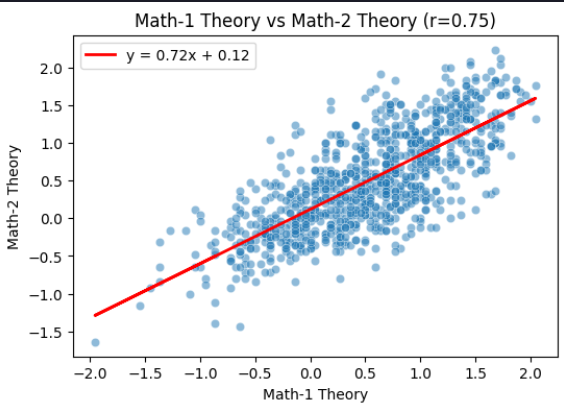 Math-1 Theory vs Math-2 Theory (r=0.75)
y = 0.72x + 0.12
Math-2 Theory
2.0
1.5
1.0
0.5
0.0
−0.5
−1.0
−1.5
−2.0 −1.5 −1.0 −0.5 0.0 0.5 1.0 1.5 2.0
Math-1 Theory